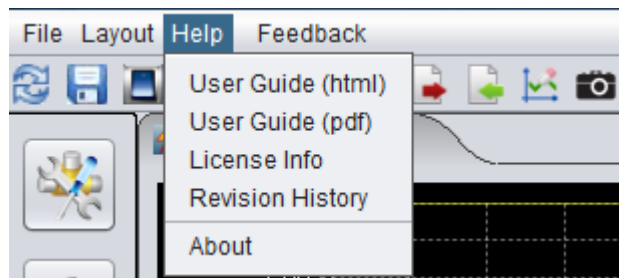 File Layout Help Feedback
User Guide (html)
User Guide (pdf)
License Info
Revision History
About